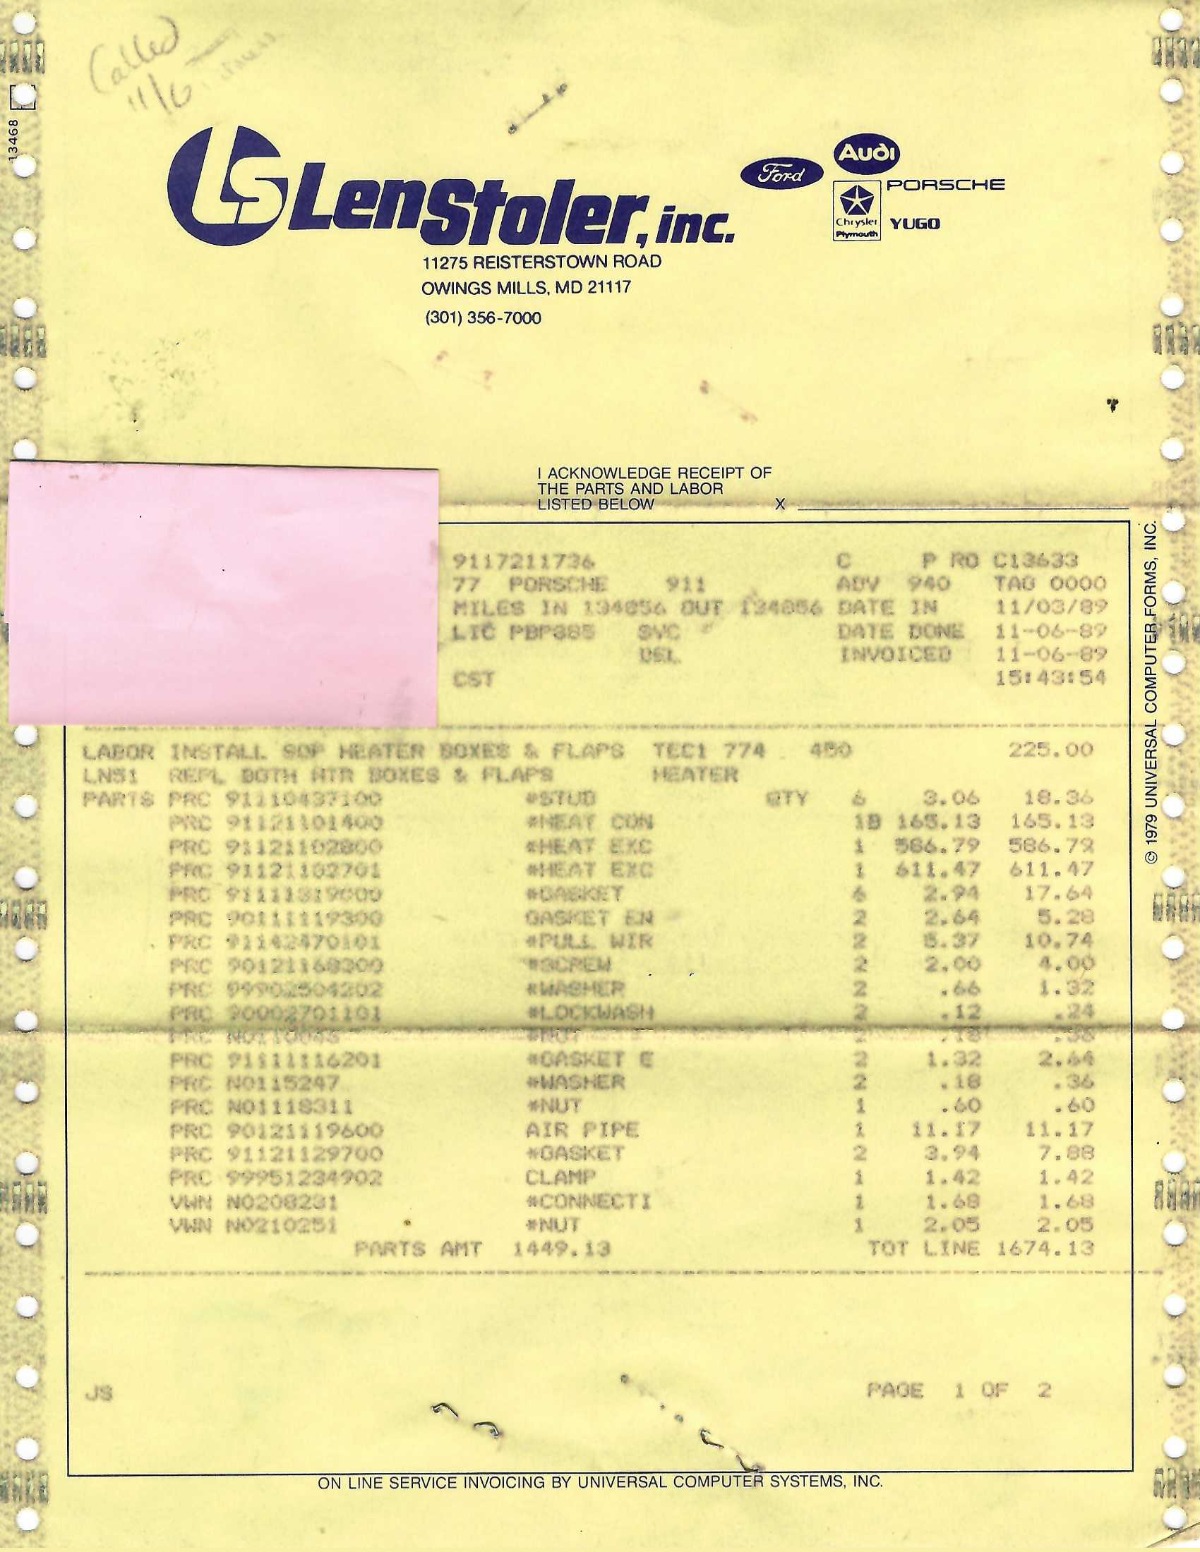 Called
11/6
13468
LS LenStoler, inc.
Ford
Audi
PORSCHE
Chrysler
Plymouth
YUGO
11275 REISTERSTOWN ROAD
OWINGS MILLS, MD 21117
(301) 356-7000
I ACKNOWLEDGE RECEIPT OF
THE PARTS AND LABOR
LISTED BELOW X
9117211736 C P RO C13633
77 PORSCHE 911 ADV 940 TAG 0000
MILES IN OUT DATE IN 11/03/89
LIC SVC DATE DONE 11-06-89
DEL INVOICED 11-06-89
CST 15:43:54
LABOR INSTALL SOP HEATER BOXES & FLAPS TEC1 774 450 225.00
LN51 REPL BOTH HTR BOXES & FLAPS HEATER
PARTS PRC 91110437100 *STUD QTY 6 3.06 18.36
PRC 91121101400 *HEAT CON 1B 165.13 165.13
PRC 91121102800 *HEAT EXC 1 586.79 586.79
PRC 91121102701 *HEAT EXC 1 611.47 611.47
PRC 91111319000 *GASKET 6 2.94 17.64
PRC 90111119300 GASKET EN 2 2.64 5.28
PRC 91142470101 *PULL WIR 2 5.37 10.74
PRC 90121168300 *SCREW 2 2.00 4.00
PRC 99902504202 *WASHER 2 .66 1.32
PRC 90002701101 *LOCKWASH 2 .12 .24
PRC *NUT 2 .18 .36
PRC 91111116201 *GASKET E 2 1.32 2.64
PRC N0115247 *WASHER 2 .18 .36
PRC N01118311 *NUT 1 .60 .60
PRC 90121119600 AIR PIPE 1 11.17 11.17
PRC 91121129700 *GASKET 2 3.94 7.88
PRC 99951234902 CLAMP 1 1.42 1.42
VWN N0208231 *CONNECTI 1 1.68 1.68
VWN N0210251 *NUT 1 2.05 2.05
PARTS AMT 1449.13 TOT LINE 1674.13
JS PAGE 1 OF 2
ON LINE SERVICE INVOICING BY UNIVERSAL COMPUTER SYSTEMS, INC.
© 1979 UNIVERSAL COMPUTER FORMS, INC.